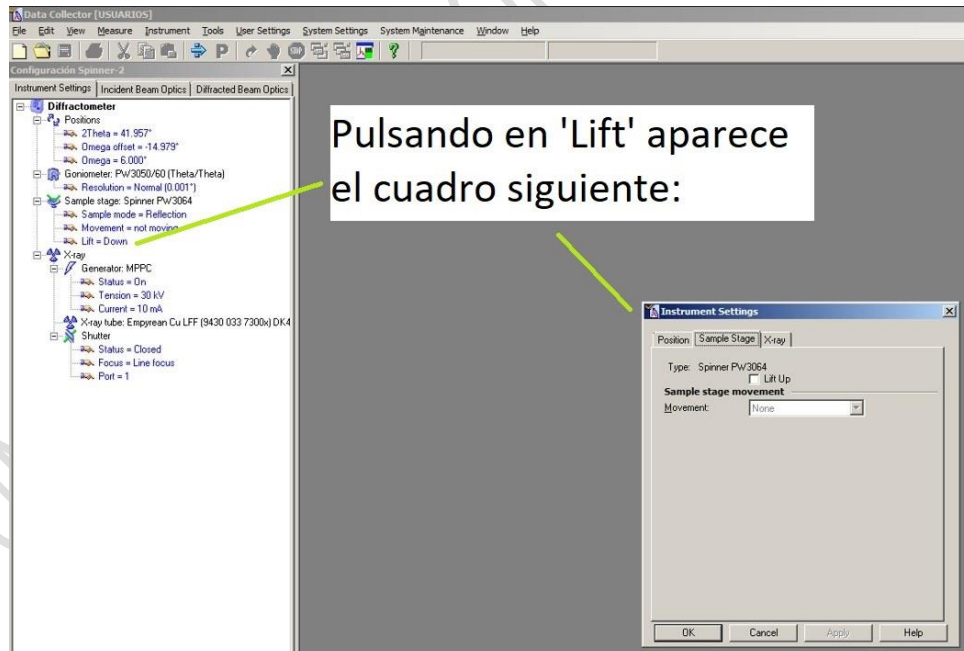 Data Collector [USUARIOS]
File Edit View Measure Instrument Tools User Settings System Settings System Maintenance Window Help
Configuración Spinner-2
Instrument Settings Incident Beam Optics Diffracted Beam Optics
Diffractometer
Positions
2Theta = 41.957°
Omega offset = -14.979°
Omega = 6.000°
Goniometer: PW3050/60 (Theta/Theta)
Resolution = Normal (0.001°)
Sample stage: Spinner PW3064
Sample mode = Reflection
Movement = not moving
Lift = Down
X-ray
Generator: MPPC
Status = On
Tension = 30 kV
Current = 10 mA
X-ray tube: Empyrean Cu LFF (9430 033 7300x) DK4
Shutter
Status = Closed
Focus = Line focus
Port = 1
Pulsando en 'Lift' aparece
el cuadro siguiente:
Instrument Settings
Position Sample Stage X-ray
Type: Spinner PW3064
Lift Up
Sample stage movement
Movement: None
OK Cancel Apply Help